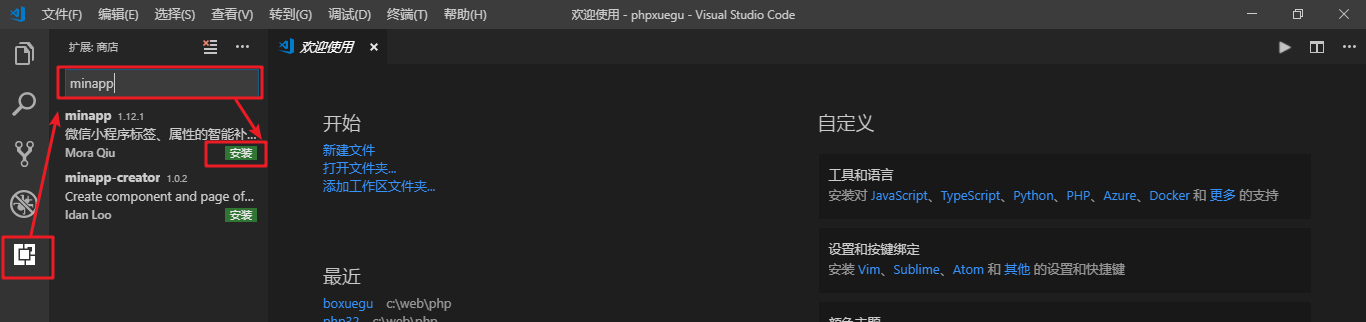 文件(F) 编辑(E) 选择(S) 查看(V) 转到(G) 调试(D) 终端(T) 帮助(H) 欢迎使用 - phpxuegu - Visual Studio Code
扩展: 商店
欢迎使用
minapp
minapp 1.12.1
微信小程序标签、属性的智能补...
Mora Qiu 安装
minapp-creator 1.0.2
Create component and page of...
Idan Loo 安装
开始
新建文件
打开文件夹...
添加工作区文件夹...
最近
boxuegu c:\web\php
php32 c:\web\php
自定义
工具和语言
安装对 JavaScript、TypeScript、Python、PHP、Azure、Docker 和 更多 的支持
设置和按键绑定
安装 Vim、Sublime、Atom 和 其他 的设置和快捷键
颜色主题